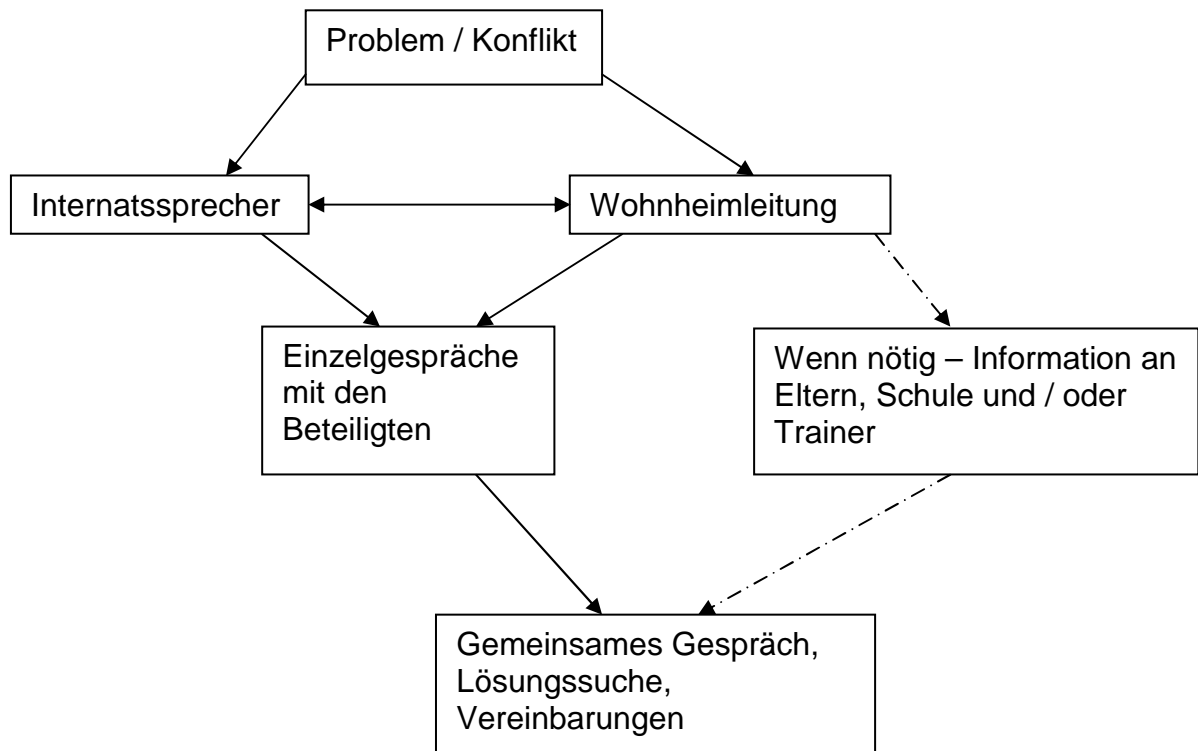 Problem / Konflikt
Internatssprecher
Wohnheimleitung
Einzelgespräche
mit den
Beteiligten
Wenn nötig – Information an
Eltern, Schule und / oder
Trainer
Gemeinsames Gespräch,
Lösungssuche,
Vereinbarungen